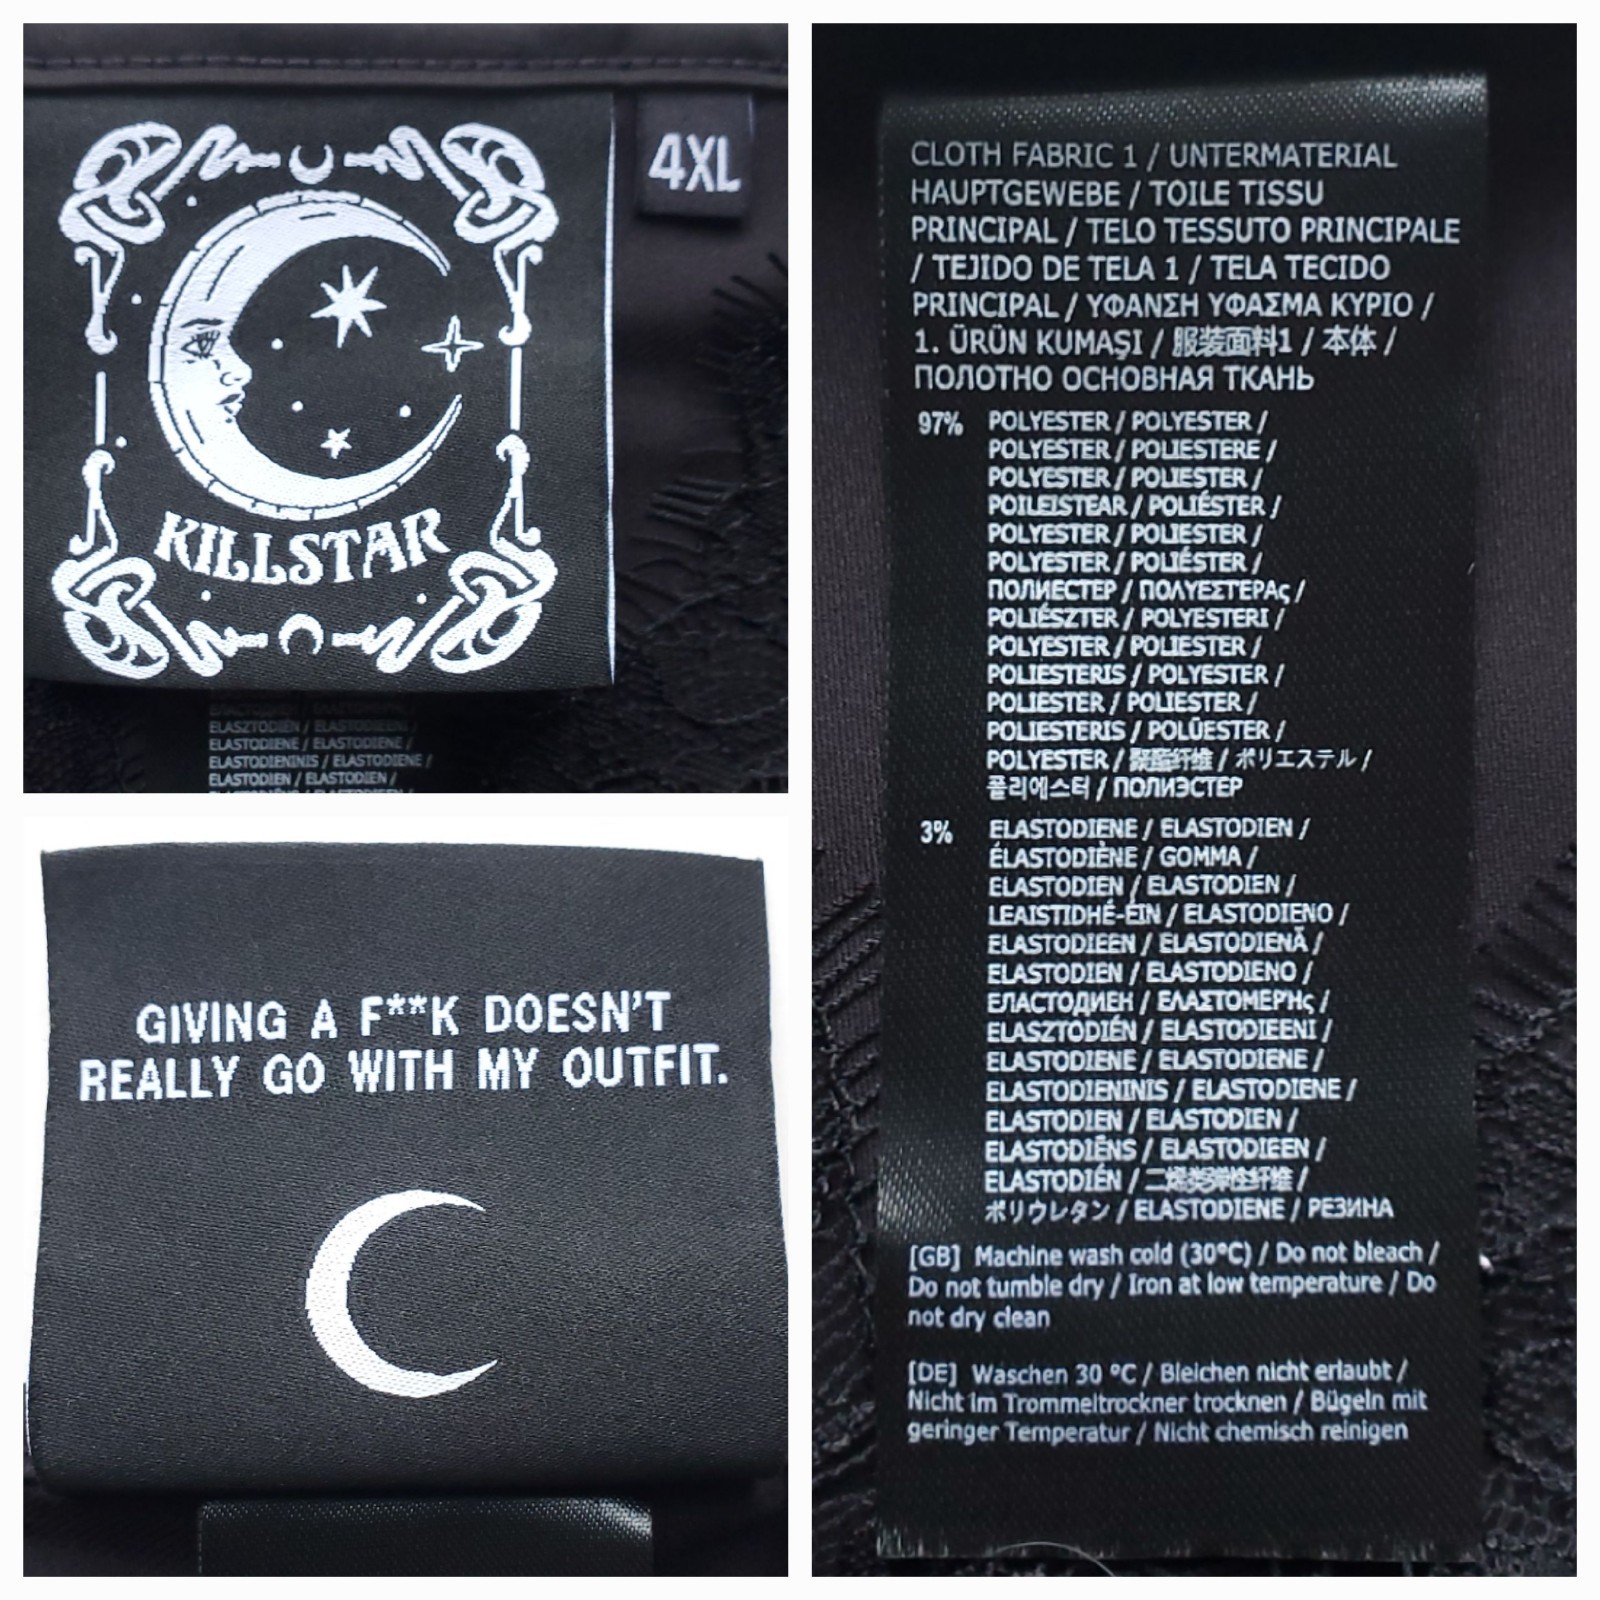 4XL
KILLSTAR
ELASZTODIÉN / ELASTODIEENI /
ELASTODIENE / ELASTODIENE /
ELASTODIENINIS / ELASTODIENE /
ELASTODIEN / ELASTODIEN /
GIVING A F**K DOESN'T
REALLY GO WITH MY OUTFIT.
CLOTH FABRIC 1 / UNTERMATERIAL
HAUPTGEWEBE / TOILE TISSU
PRINCIPAL / TELO TESSUTO PRINCIPALE
/ TEJIDO DE TELA 1 / TELA TECIDO
PRINCIPAL / ΥΦΑΝΣΗ ΥΦΑΣΜΑ ΚΥΡΙΟ /
1. ÜRÜN KUMAŞI / 服装面料1 / 本体 /
ПОЛОТНО ОСНОВНАЯ ТКАНЬ
97% POLYESTER / POLYESTER /
POLYESTER / POLIESTERE /
POLYESTER / POLYESTER /
POILEISTEAR / POLIÉSTER /
POLYESTER / POLYESTER /
POLYESTER / POLIÉSTER /
ПОЛИЕСТЕР / ΠΟΛΥΕΣΤΕΡΑς /
POLIÉSZTER / POLYESTERI /
POLYESTER / POLIESTER /
POLIESTERIS / POLYESTER /
POLIESTER / POLIESTER /
POLIESTERIS / POLÜESTER /
POLYESTER / 聚酯纤维 / ポリエステル /
폴리에스터 / ПОЛИЭСТЕР
3% ELASTODIENE / ELASTODIEN /
ÉLASTODIÈNE / GOMMA /
ELASTODIEN / ELASTODIEN /
LEAISTIDHÉ-ÉIN / ELASTODIENO /
ELASTODIEEN / ELASTODIENĂ /
ELASTODIEN / ELASTODIENO /
ЕЛАСТОДИЕН / ΕΛΑΣΤΟΜΕΡΉς /
ELASZTODIÉN / ELASTODIEENI /
ELASTODIENE / ELASTODIENE /
ELASTODIENINIS / ELASTODIENE /
ELASTODIEN / ELASTODIEN /
ELASTODIĒNS / ELASTODIEEN /
ELASTODIÉN / 二烯类弹性纤维 /
ポリウレタン / ELASTODIENE / РЕЗИНА
[GB] Machine wash cold (30°C) / Do not bleach /
Do not tumble dry / Iron at low temperature / Do
not dry clean
[DE] Waschen 30 °C / Bleichen nicht erlaubt /
Nicht im Trommeltrockner trocknen / Bügeln mit
geringer Temperatur / Nicht chemisch reinigen